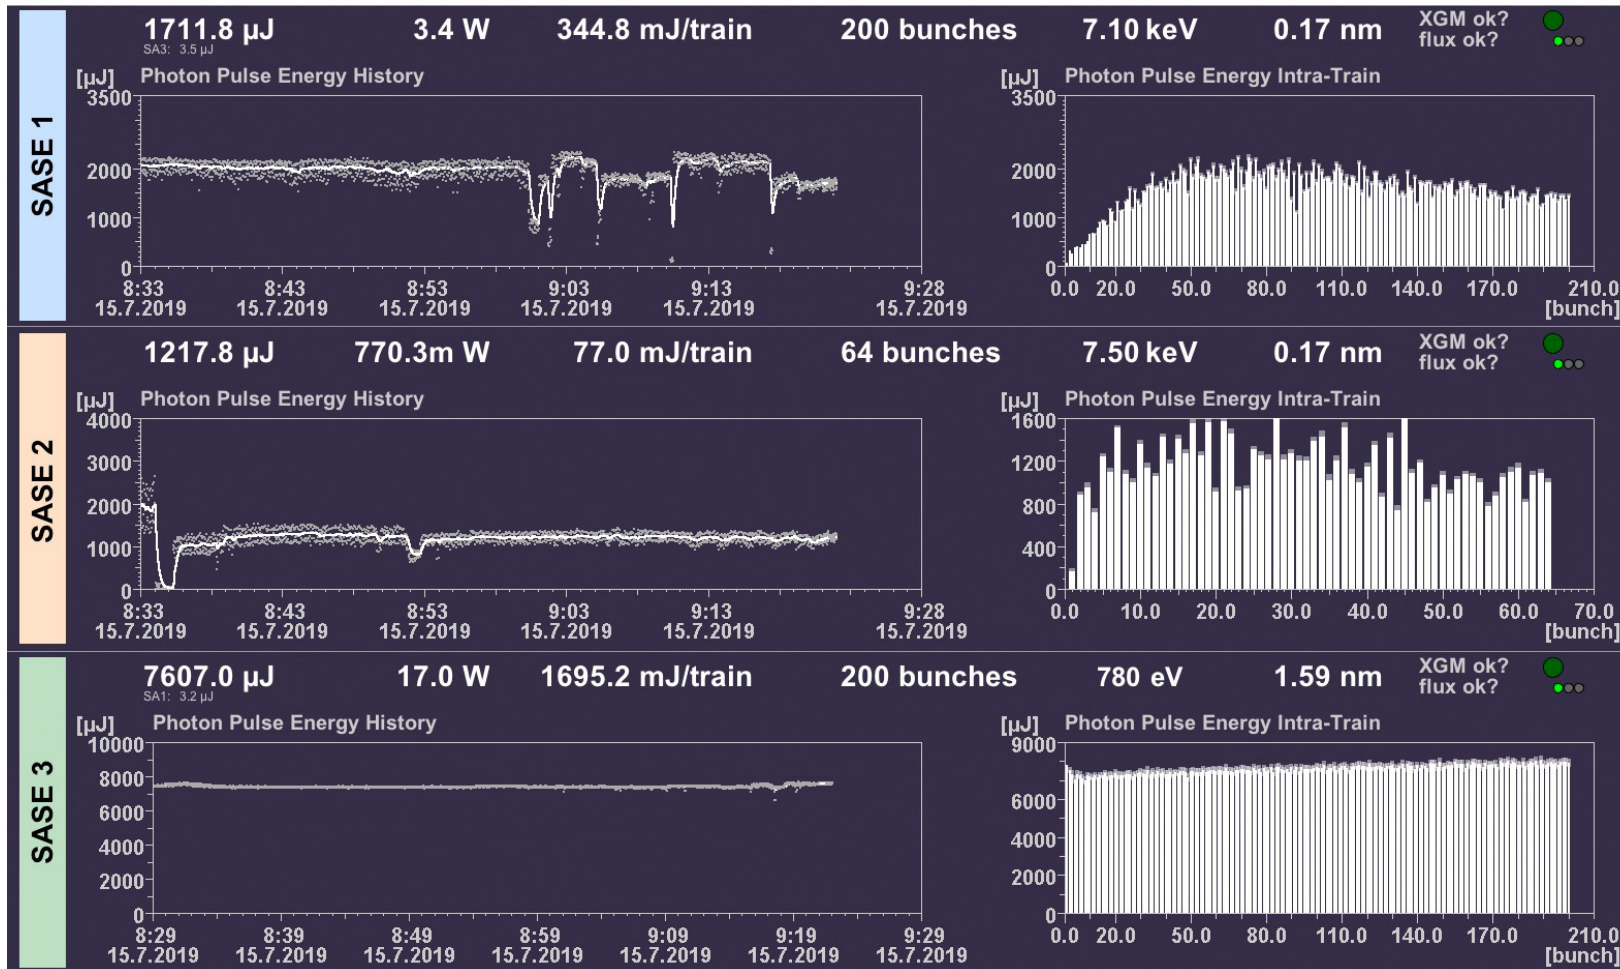 SASE 1
1711.8 µJ 3.4 W 344.8 mJ/train 200 bunches 7.10 keV 0.17 nm XGM ok?
SA3: 3.5 µJ flux ok?
[µJ] Photon Pulse Energy History [µJ] Photon Pulse Energy Intra-Train
3500 3500
2000 2000
1000 1000
0 0
8:33 8:43 8:53 9:03 9:13 9:28 0.0 20.0 50.0 80.0 110.0 140.0 170.0 210.0
15.7.2019 15.7.2019 15.7.2019 15.7.2019 15.7.2019 15.7.2019 [bunch]
SASE 2
1217.8 µJ 770.3m W 77.0 mJ/train 64 bunches 7.50 keV 0.17 nm XGM ok?
flux ok?
[µJ] Photon Pulse Energy History [µJ] Photon Pulse Energy Intra-Train
4000 1600
3000 1200
2000 800
1000 400
0 0
8:33 8:43 8:53 9:03 9:13 9:28 0.0 10.0 20.0 30.0 40.0 50.0 60.0 70.0
15.7.2019 15.7.2019 15.7.2019 15.7.2019 15.7.2019 15.7.2019 [bunch]
SASE 3
7607.0 µJ 17.0 W 1695.2 mJ/train 200 bunches 780 eV 1.59 nm XGM ok?
SA1: 3.2 µJ flux ok?
[µJ] Photon Pulse Energy History [µJ] Photon Pulse Energy Intra-Train
10000 9000
8000 6000
6000 4000
4000 2000
2000 0
0
8:29 8:39 8:49 8:59 9:09 9:19 9:29 0.0 20.0 50.0 80.0 110.0 140.0 170.0 210.0
15.7.2019 15.7.2019 15.7.2019 15.7.2019 15.7.2019 15.7.2019 15.7.2019 [bunch]